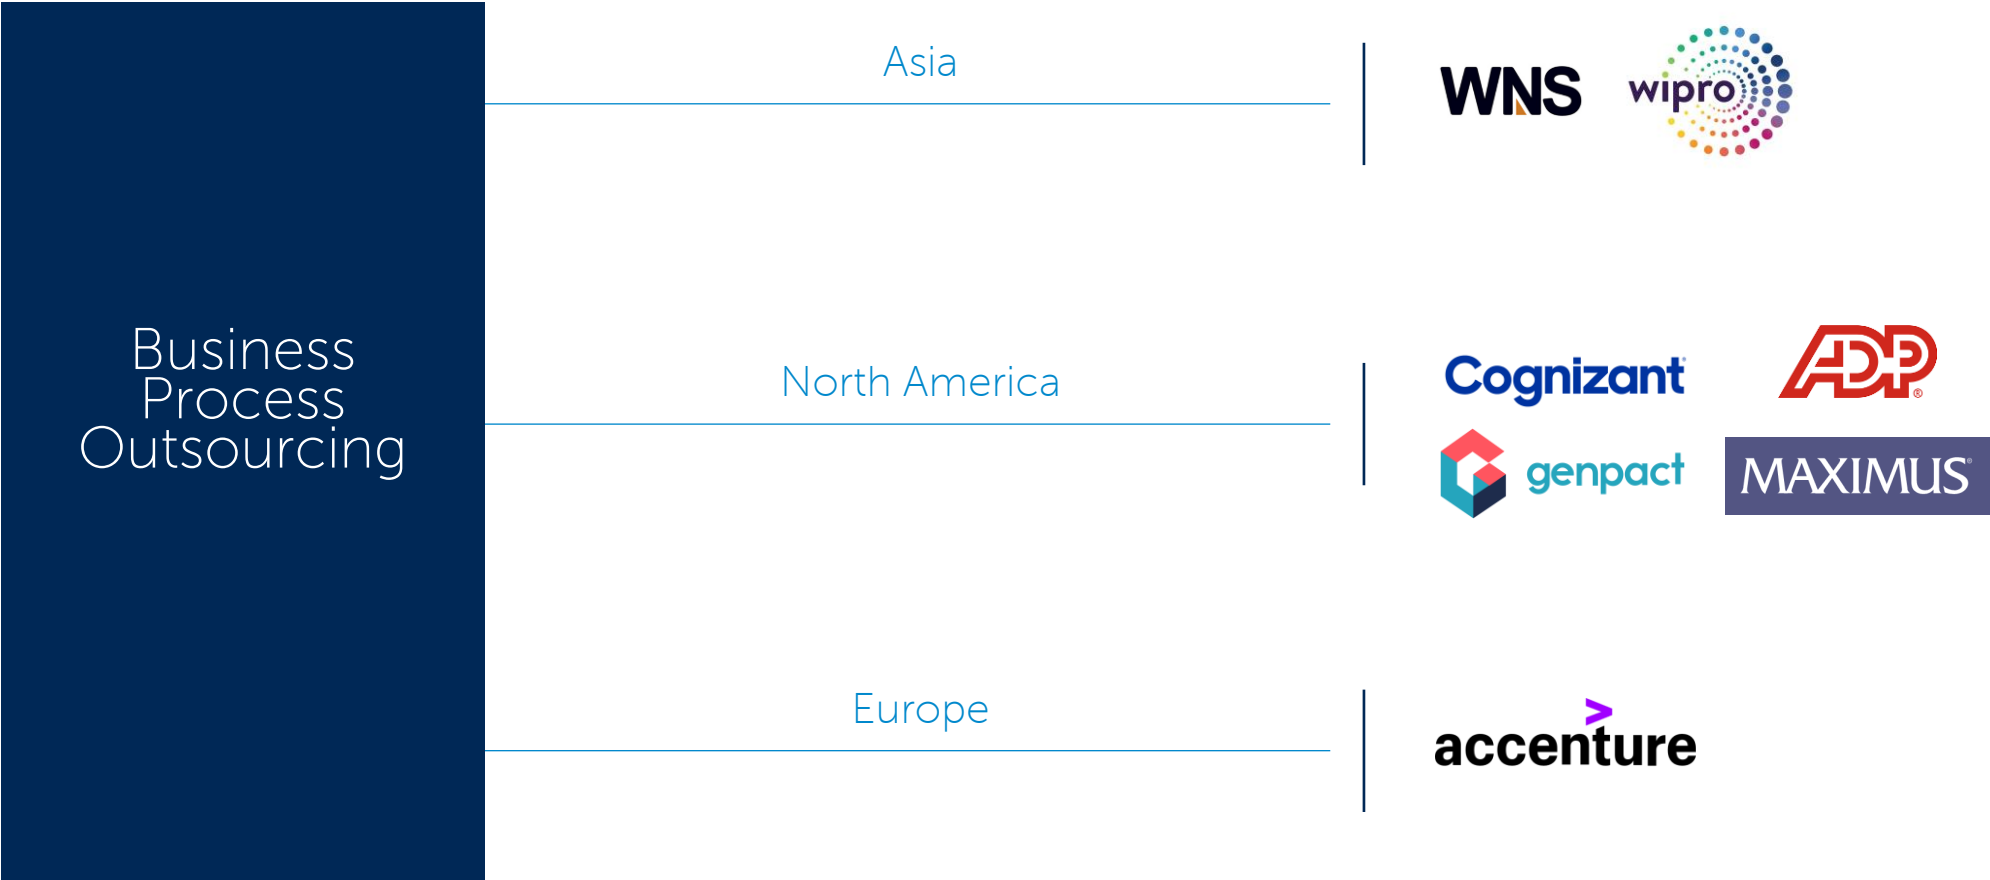 Business
Process
Outsourcing
Asia
WNS
wipro
North America
Cognizant
ADP®
genpact
MAXIMUS®
Europe
accenture